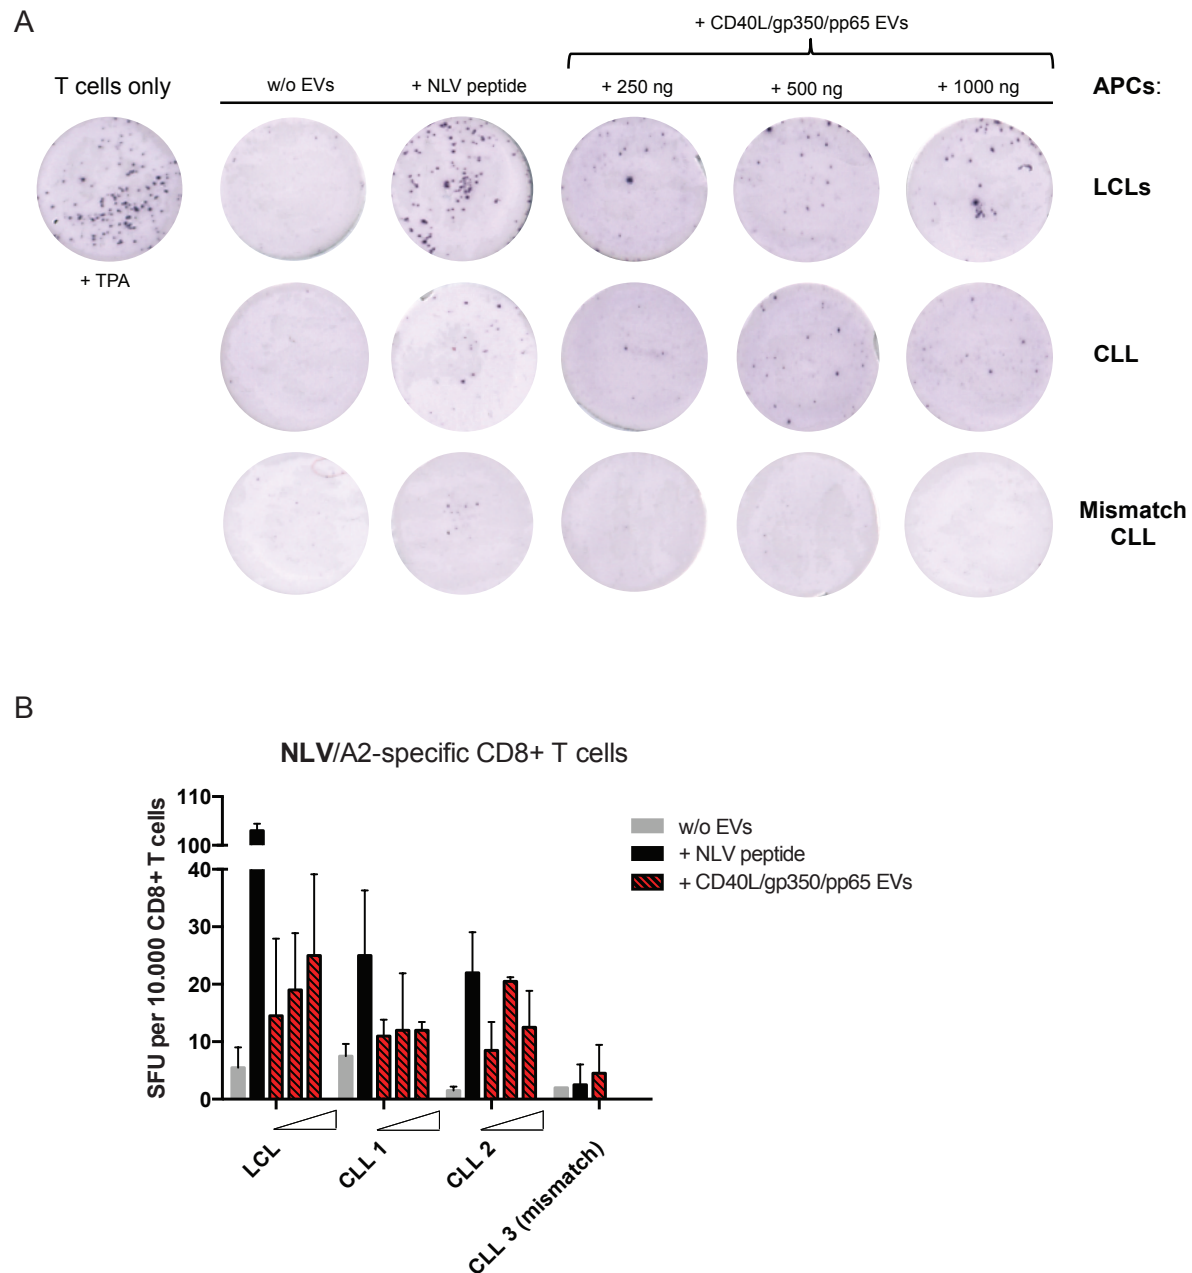 A
+ CD40L/gp350/pp65 EVs
T cells only
w/o EVs
+ NLV peptide
+ 250 ng
+ 500 ng
+ 1000 ng
APCs:
LCLs
+ TPA
CLL
Mismatch
CLL
B
NLV/A2-specific CD8+ T cells
SFU per 10.000 CD8+ T cells
110
100
40
30
20
10
0
w/o EVs
+ NLV peptide
+ CD40L/gp350/pp65 EVs
LCL
CLL 1
CLL 2
CLL 3 (mismatch)